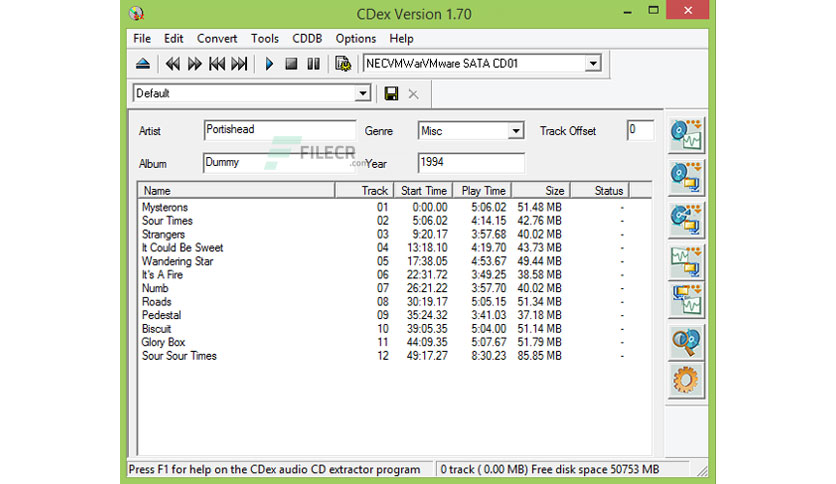 CDex Version 1.70
File Edit Convert Tools CDDB Options Help
NECVMWarVMware SATA CD01
Default
Artist Portishead Genre Misc Track Offset 0
Album Dummy Year 1994
FILECR
.com
Name Track Start Time Play Time Size Status
Mysterons 01 0:00.00 5:06.02 51.48 MB -
Sour Times 02 5:06.02 4:14.15 42.76 MB -
Strangers 03 9:20.17 3:57.68 40.02 MB -
It Could Be Sweet 04 13:18.10 4:19.70 43.73 MB -
Wandering Star 05 17:38.05 4:53.67 49.44 MB -
It's A Fire 06 22:31.72 3:49.25 38.58 MB -
Numb 07 26:21.22 3:57.70 40.02 MB -
Roads 08 30:19.17 5:05.15 51.34 MB -
Pedestal 09 35:24.32 3:41.03 37.18 MB -
Biscuit 10 39:05.35 5:04.00 51.14 MB -
Glory Box 11 44:09.35 5:07.67 51.79 MB -
Sour Sour Times 12 49:17.27 8:30.23 85.85 MB -
Press F1 for help on the CDex audio CD extractor program 0 track ( 0.00 MB) Free disk space 50753 MB